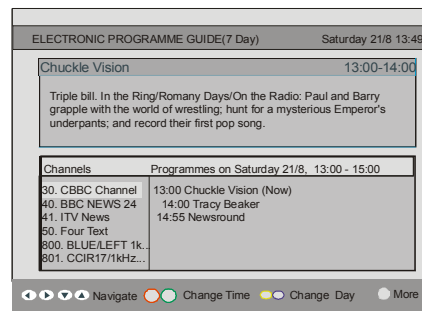 ELECTRONIC PROGRAMME GUIDE(7 Day) Saturday 21/8 13:49
Chuckle Vision 13:00-14:00
Triple bill. In the Ring/Romany Days/On the Radio: Paul and Barry
grapple with the world of wrestling; hunt for a mysterious Emperor's
underpants; and record their first pop song.
Channels Programmes on Saturday 21/8, 13:00 - 15:00
30. CBBC Channel 13:00 Chuckle Vision (Now)
40. BBC NEWS 24 14:00 Tracy Beaker
41. ITV News 14:55 Newsround
50. Four Text
800. BLUE/LEFT 1k..
801. CCIR17/1kHz...
Navigate Change Time Change Day More